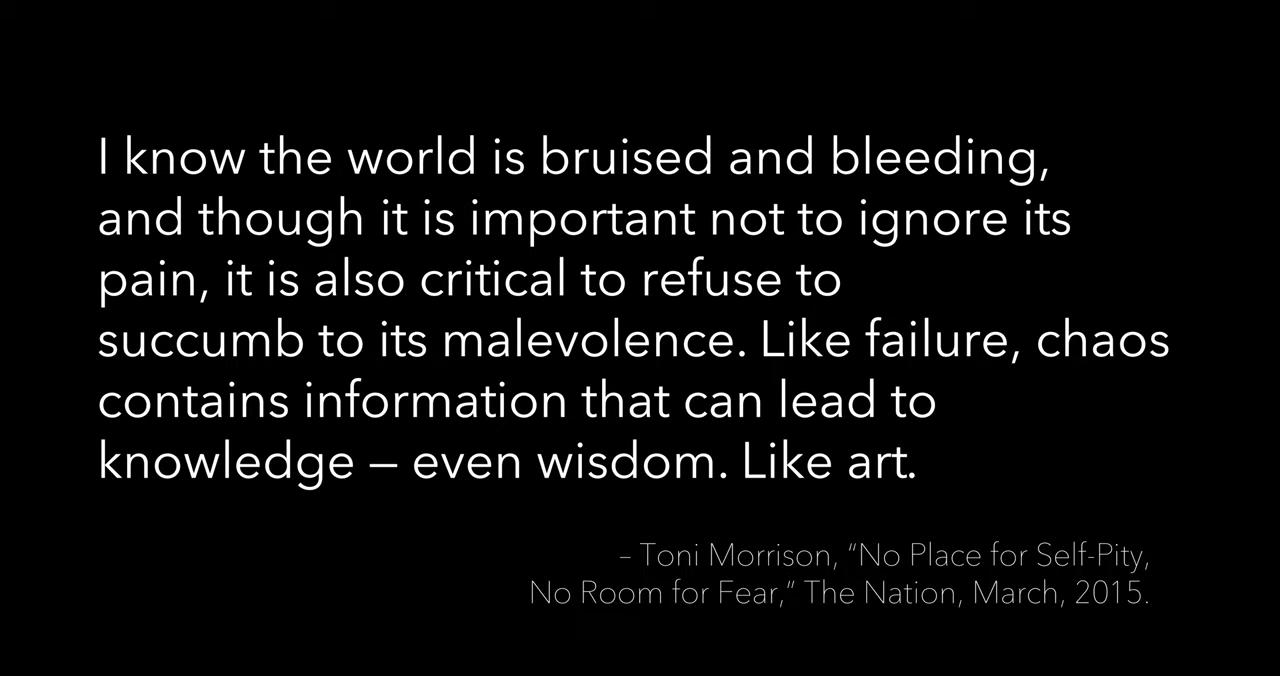 I know the world is bruised and bleeding,
and though it is important not to ignore its
pain, it is also critical to refuse to
succumb to its malevolence. Like failure, chaos
contains information that can lead to
knowledge – even wisdom. Like art.
– Toni Morrison, “No Place for Self-Pity,
No Room for Fear,” The Nation, March, 2015.